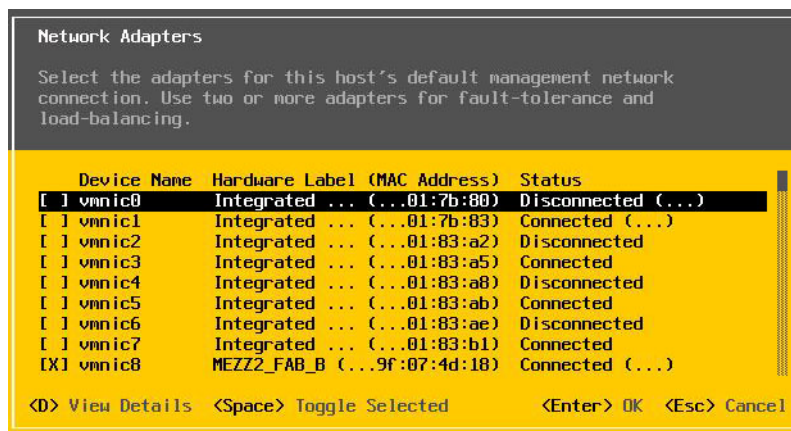 Network Adapters
Select the adapters for this host's default management network
connection. Use two or more adapters for fault-tolerance and
load-balancing.
Device Name Hardware Label (MAC Address) Status
[ ] vmnic0 Integrated ... (...01:7b:80) Disconnected (...)
[ ] vmnic1 Integrated ... (...01:7b:83) Connected (...)
[ ] vmnic2 Integrated ... (...01:83:a2) Disconnected
[ ] vmnic3 Integrated ... (...01:83:a5) Connected
[ ] vmnic4 Integrated ... (...01:83:a8) Disconnected
[ ] vmnic5 Integrated ... (...01:83:ab) Connected
[ ] vmnic6 Integrated ... (...01:83:ae) Disconnected
[ ] vmnic7 Integrated ... (...01:83:b1) Connected
[X] vmnic8 MEZZ2_FAB_B (...9f:07:4d:18) Connected (...)
<D> View Details <Space> Toggle Selected <Enter> OK <Esc> Cancel